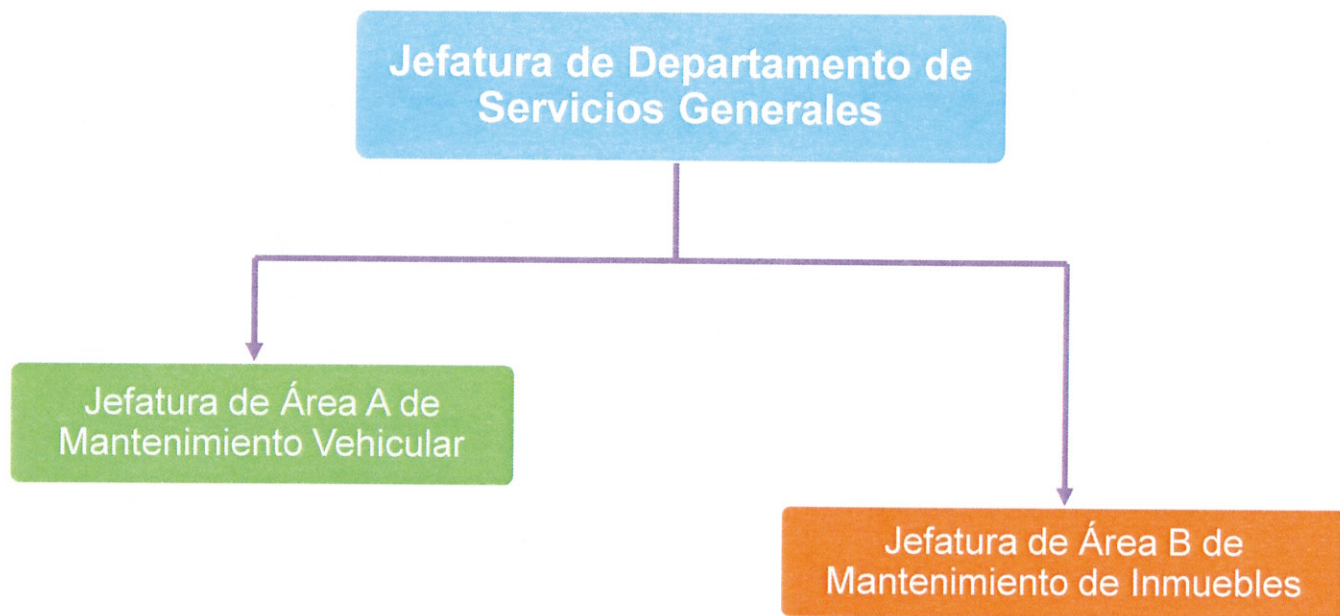 Jefatura de Departamento de
Servicios Generales
Jefatura de Área A de
Mantenimiento Vehicular
Jefatura de Área B de
Mantenimiento de Inmuebles